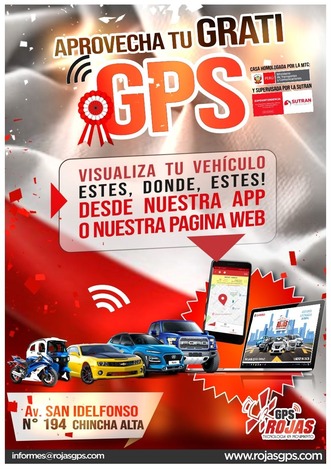 APROVECHA TU GRATI
GPS
CASA HOMOLOGADA POR LA MTC:
PERÚ
Y SUPERVISADA POR LA SUTRAN
SUTRAN
VISUALIZA TU VEHÍCULO
ESTES, DONDE, ESTES!
DESDE NUESTRA APP
O NUESTRA PAGINA WEB
Av. SAN IDELFONSO
N° 194 CHINCHA ALTA
GPS
ROJAS
TECNOLOGÍA EN MOVIMIENTO
informes@rojasgps.com
www.rojasgps.com